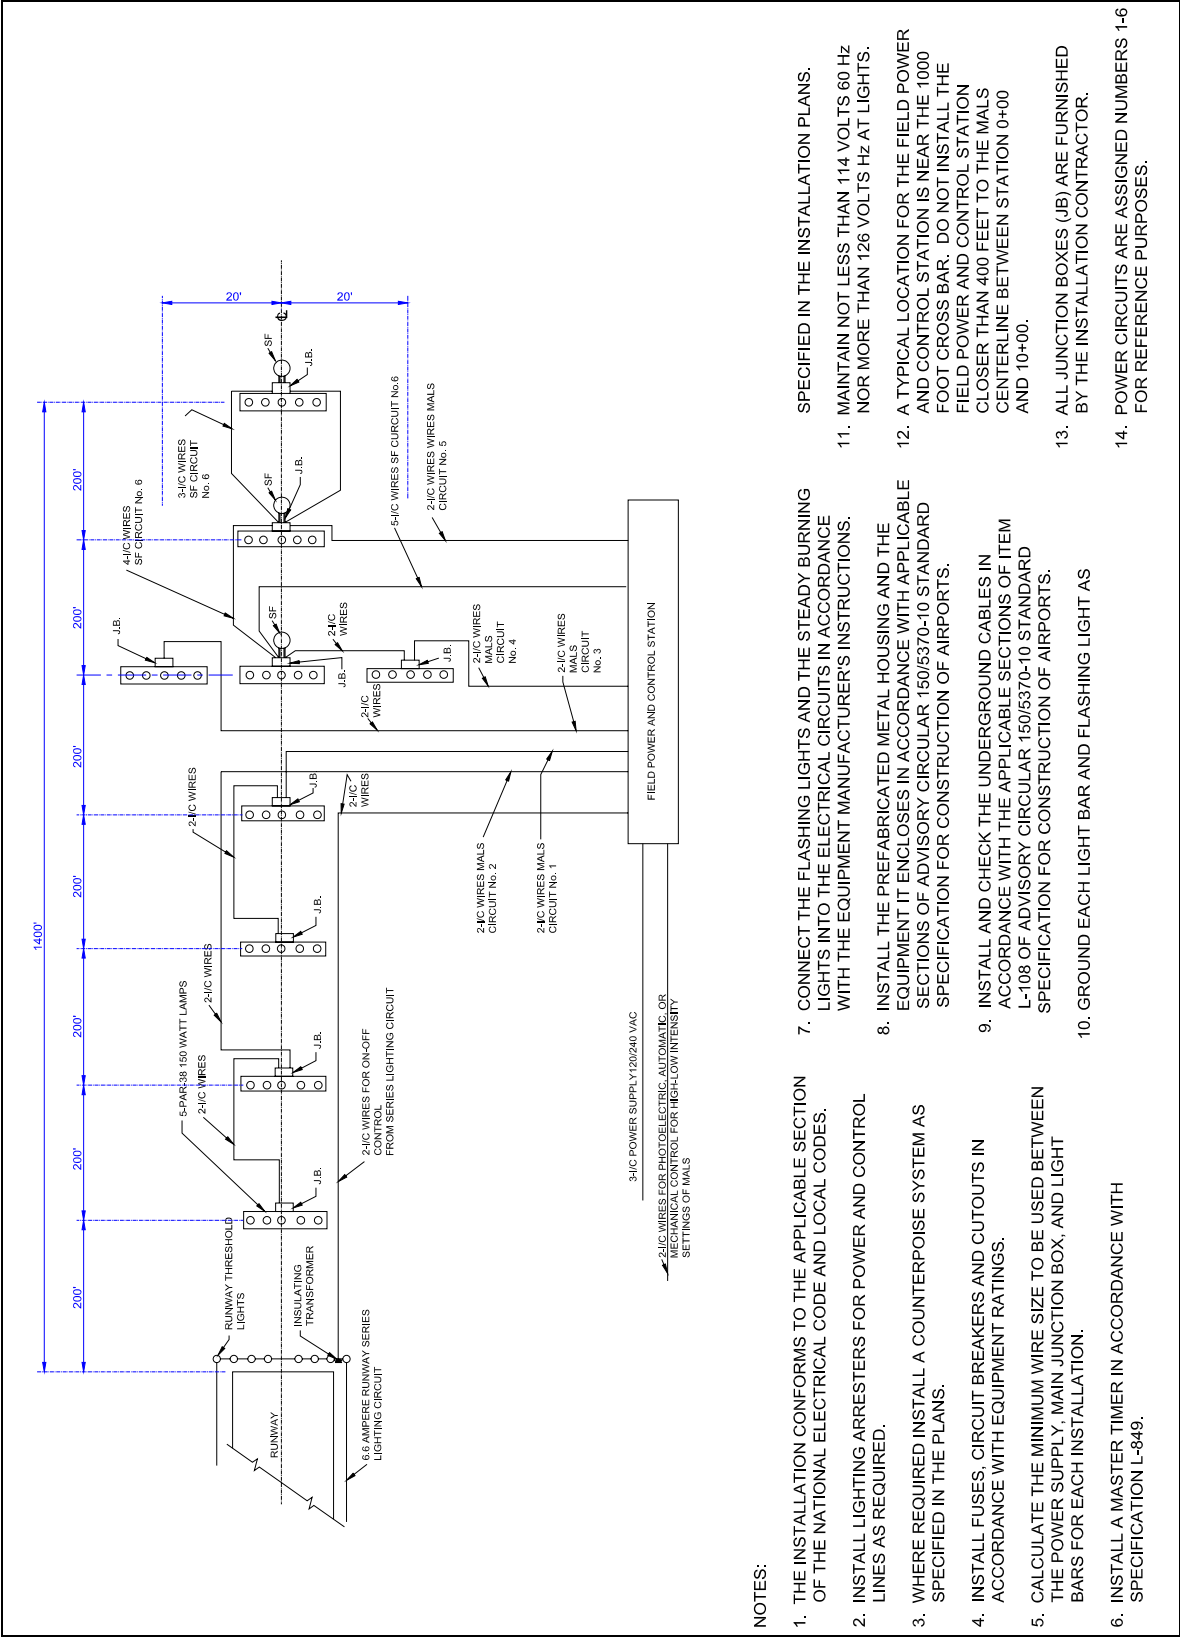 1400'
200'
200'
200'
200'
200'
200'
200'
20'
20'
℄
RUNWAY THRESHOLD
LIGHTS
INSULATING
TRANSFORMER
RUNWAY
6.6 AMPERE RUNWAY SERIES
LIGHTING CIRCUIT
5-PAR-38 150 WATT LAMPS
2-I/C WIRES
2-I/C WIRES
2-I/C WIRES
J.B.
J.B.
J.B.
J.B
2-I/C WIRES FOR ON-OFF
CONTROL
FROM SERIES LIGHTING CIRCUIT
2-I/C
WIRES
2-I/C
WIRES
2-I/C
WIRES
J.B.
J.B.
J.B.
SF
SF
SF
J.B.
J.B.
4-I/C WIRES
SF CIRCUIT No. 6
3-I/C WIRES
SF CIRCUIT
No. 6
5-I/C WIRES SF CURCUIT No.6
2-I/C WIRES WIRES MALS
CIRCUIT No. 5
2-I/C WIRES
MALS
CIRCUIT
No. 4
2-I/C WIRES
MALS
CIRCUIT
No. 3
2-I/C WIRES MALS
CIRCUIT No. 2
2-I/C WIRES MALS
CIRCUIT No. 1
FIELD POWER AND CONTROL STATION
3-I/C POWER SUPPLY120/240 VAC
2-I/C WIRES FOR PHOTOELECTRIC, AUTOMATIC, OR
MECHANICAL CONTROL FOR HIGH-LOW INTENSITY
SETTINGS OF MALS
NOTES:
1. THE INSTALLATION CONFORMS TO THE APPLICABLE SECTION
OF THE NATIONAL ELECTRICAL CODE AND LOCAL CODES.
2. INSTALL LIGHTING ARRESTERS FOR POWER AND CONTROL
LINES AS REQUIRED.
3. WHERE REQUIRED INSTALL A COUNTERPOISE SYSTEM AS
SPECIFIED IN THE PLANS.
4. INSTALL FUSES, CIRCUIT BREAKERS AND CUTOUTS IN
ACCORDANCE WITH EQUIPMENT RATINGS.
5. CALCULATE THE MINIMUM WIRE SIZE TO BE USED BETWEEN
THE POWER SUPPLY, MAIN JUNCTION BOX, AND LIGHT
BARS FOR EACH INSTALLATION.
6. INSTALL A MASTER TIMER IN ACCORDANCE WITH
SPECIFICATION L-849.
7. CONNECT THE FLASHING LIGHTS AND THE STEADY BURNING
LIGHTS INTO THE ELECTRICAL CIRCUITS IN ACCORDANCE
WITH THE EQUIPMENT MANUFACTURER'S INSTRUCTIONS.
8. INSTALL THE PREFABRICATED METAL HOUSING AND THE
EQUIPMENT IT ENCLOSES IN ACCORDANCE WITH APPLICABLE
SECTIONS OF ADVISORY CIRCULAR 150/5370-10 STANDARD
SPECIFICATION FOR CONSTRUCTION OF AIRPORTS.
9. INSTALL AND CHECK THE UNDERGROUND CABLES IN
ACCORDANCE WITH THE APPLICABLE SECTIONS OF ITEM
L-108 OF ADVISORY CIRCULAR 150/5370-10 STANDARD
SPECIFICATION FOR CONSTRUCTION OF AIRPORTS.
10. GROUND EACH LIGHT BAR AND FLASHING LIGHT AS
SPECIFIED IN THE INSTALLATION PLANS.
11. MAINTAIN NOT LESS THAN 114 VOLTS 60 Hz
NOR MORE THAN 126 VOLTS Hz AT LIGHTS.
12. A TYPICAL LOCATION FOR THE FIELD POWER
AND CONTROL STATION IS NEAR THE 1000
FOOT CROSS BAR. DO NOT INSTALL THE
FIELD POWER AND CONTROL STATION
CLOSER THAN 400 FEET TO THE MALS
CENTERLINE BETWEEN STATION 0+00
AND 10+00.
13. ALL JUNCTION BOXES (JB) ARE FURNISHED
BY THE INSTALLATION CONTRACTOR.
14. POWER CIRCUITS ARE ASSIGNED NUMBERS 1-6
FOR REFERENCE PURPOSES.